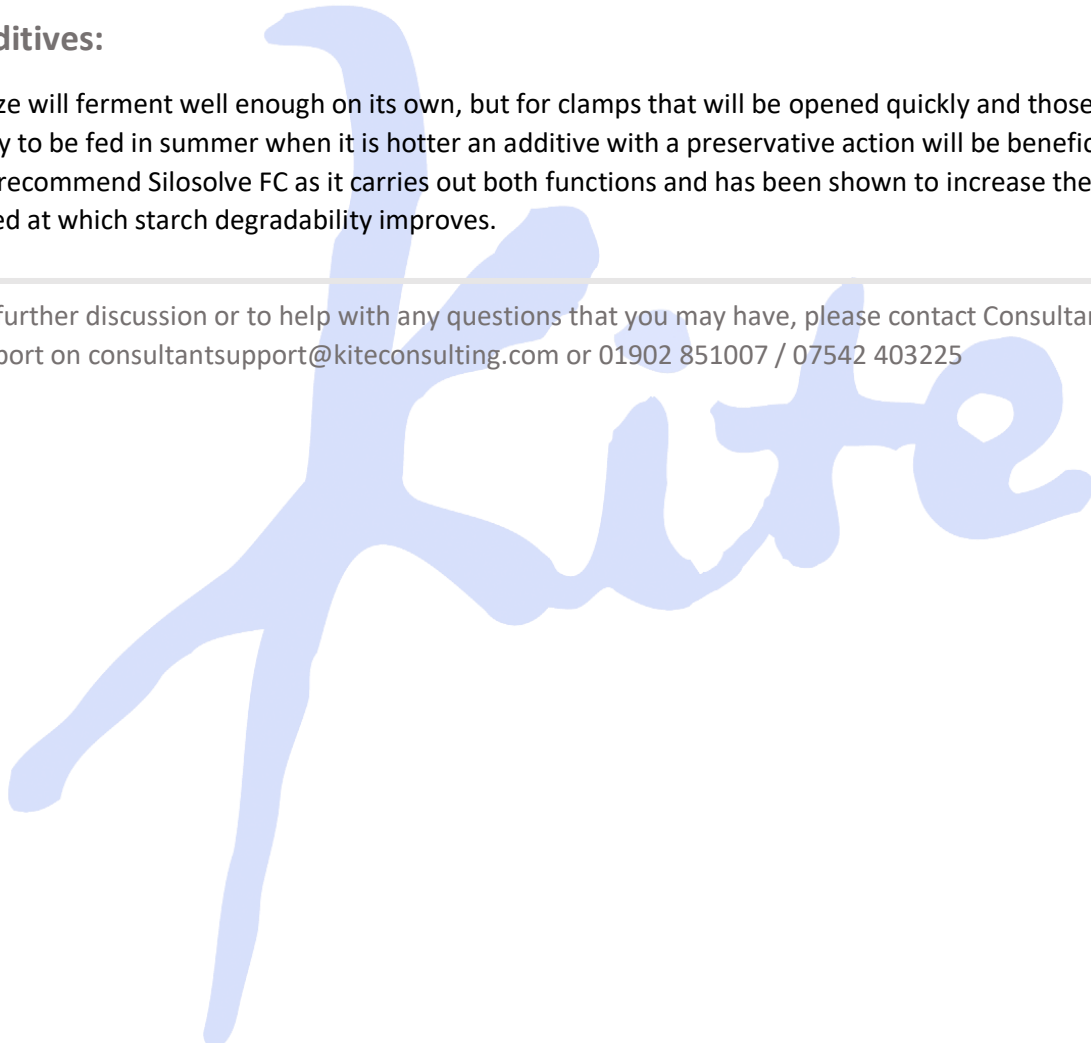 ditives:
ze will ferment well enough on its own, but for clamps that will be opened quickly and those
y to be fed in summer when it is hotter an additive with a preservative action will be benefic
recommend Silosolve FC as it carries out both functions and has been shown to increase the
ed at which starch degradability improves.
further discussion or to help with any questions that you may have, please contact Consultan
port on consultantsupport@kiteconsulting.com or 01902 851007 / 07542 403225
Kite